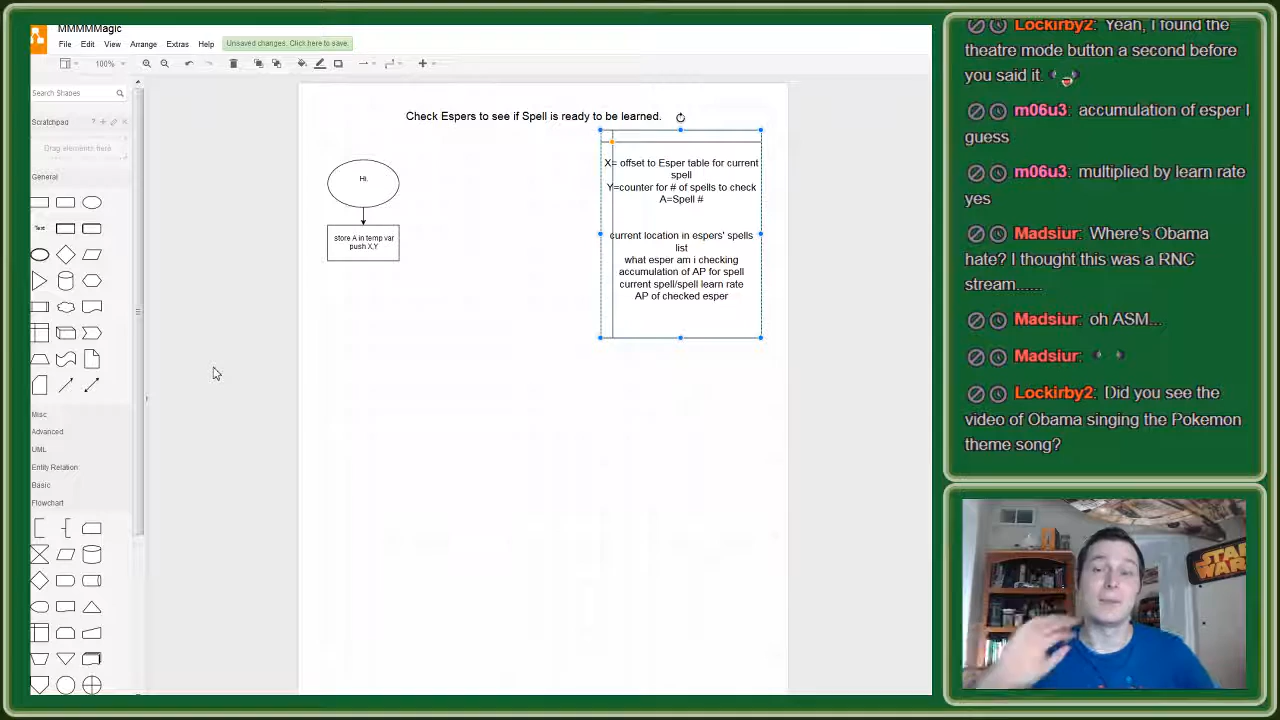 MMMMMagic
File Edit View Arrange Extras Help Unsaved changes. Click here to save.
100%
Search Shapes
Scratchpad
Drag elements here
General
Text
Misc
Advanced
UML
Entity Relation
Basic
Flowchart
Check Espers to see if Spell is ready to be learned.
Hi.
store A in temp var
push X,Y
X= offset to Esper table for current
spell
Y=counter for # of spells to check
A=Spell #
current location in espers' spells
list
what esper am i checking
accumulation of AP for spell
current spell/spell learn rate
AP of checked esper
Lockirby2: Yeah, I found the
theatre mode button a second before
you said it.
m06u3: accumulation of esper I
guess
m06u3: multiplied by learn rate
yes
Madsiur: Where's Obama
hate? I thought this was a RNC
stream......
Madsiur: oh ASM...
Madsiur:
Lockirby2: Did you see the
video of Obama singing the Pokemon
theme song?
STAR
WARS